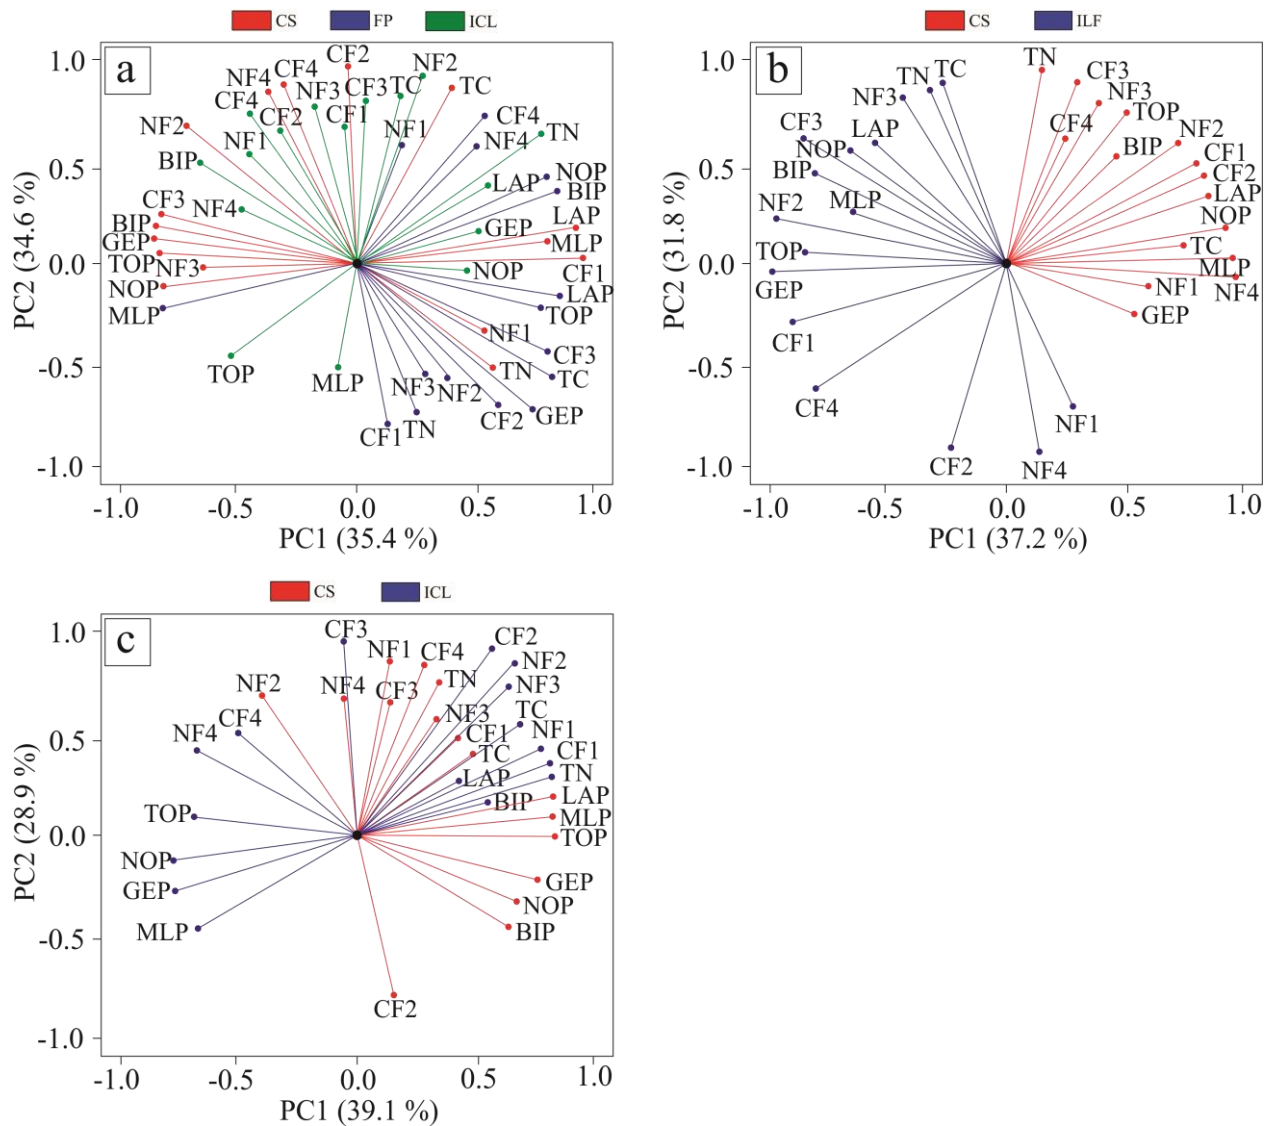 CS FP ICL
a
1.0
0.5
0.0
-0.5
-1.0
PC2 (34.6 %)
CF2
NF2
NF4 CF4
CF3 TC TC
CF4 NF3
CF2 CF1 CF4
NF2 NF1 TN
NF1 NF4
BIP NOP
LAP BIP
CF3 NF4 LAP
BIP GEP MLP
GEP
TOP NF3 NOP CF1
NOP LAP
MLP TOP
NF1
CF3
TOP MLP NF3 NF2 TN TC
CF1 TN CF2 GEP
-1.0 -0.5 0.0 0.5 1.0
PC1 (35.4 %)
CS ILF
b
1.0
0.5
0.0
-0.5
-1.0
PC2 (31.8 %)
TN
TN TC CF3
NF3 NF3
TOP
CF3 LAP CF4 NF2
NOP BIP CF1
BIP CF2
NF2 MLP LAP
NOP
TOP TC
GEP MLP
NF1 NF4
CF1 GEP
CF4
NF1
CF2 NF4
-1.0 -0.5 0.0 0.5 1.0
PC1 (37.2 %)
CS ICL
c
1.0
0.5
0.0
-0.5
-1.0
PC2 (28.9 %)
CF3
NF1 CF4 CF2
NF2
NF2 NF4 CF3 TN NF3
CF4 NF3 TC
NF4 CF1 NF1
TC CF1
LAP TN
BIP LAP
TOP MLP
TOP
NOP
GEP GEP
NOP
MLP BIP
CF2
-1.0 -0.5 0.0 0.5 1.0
PC1 (39.1 %)